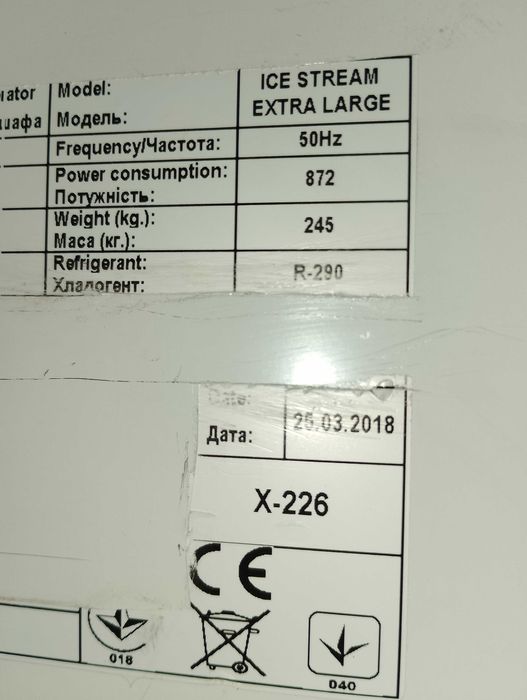 Model:
ICE STREAM
EXTRA LARGE
Модель:
Frequency/Частота:
50Hz
Power consumption:
872
Потужність:
Weight (kg.):
245
Маса (кг.):
Refrigerant:
R-290
Хладогент:
Date:
Дата:
25.03.2018
X-226
CE
018
040